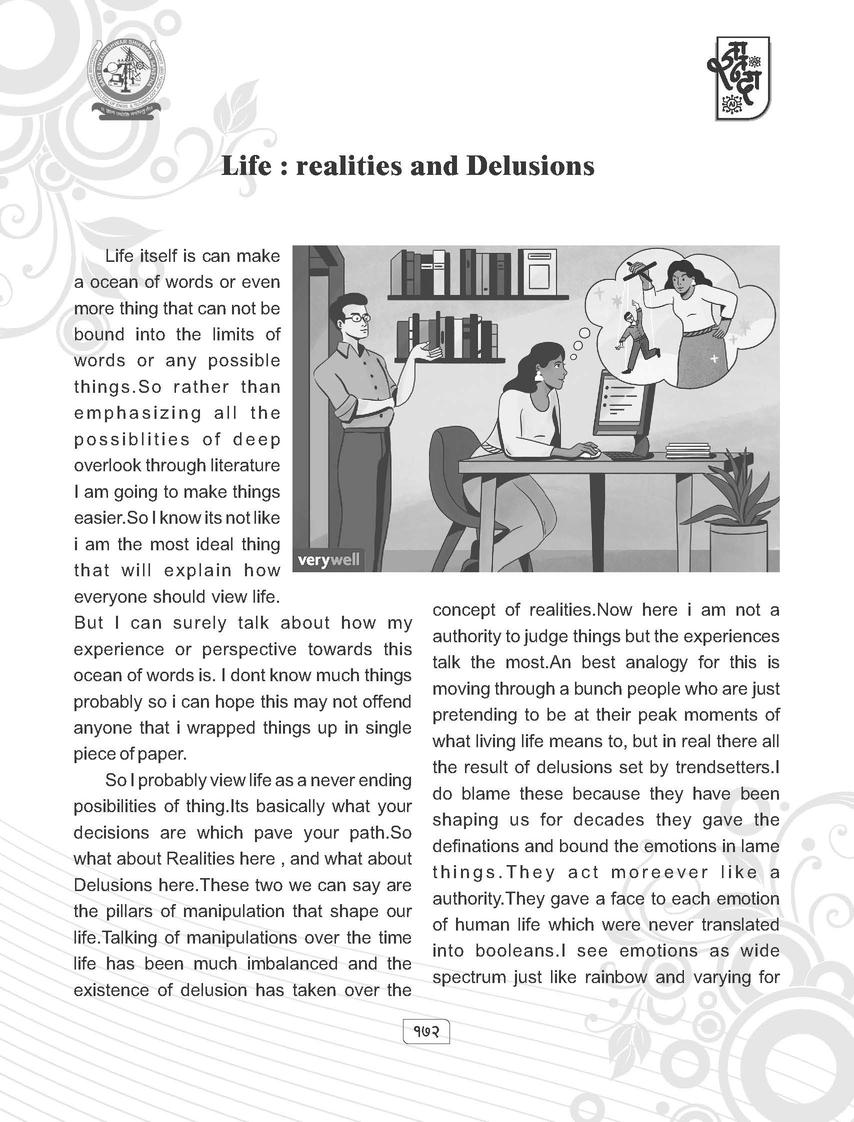 Life : realities and Delusions
Life itself is can make
a ocean of words or even
more thing that can not be
bound into the limits of
words or any possible
things.So rather than
emphasizing all the
possiblities of deep
overlook through literature
I am going to make things
easier.So I know its not like
i am the most ideal thing
that will explain how
everyone should view life.
But I can surely talk about how my
experience or perspective towards this
ocean of words is. I dont know much things
probably so i can hope this may not offend
anyone that i wrapped things up in single
piece of paper.
So I probably view life as a never ending
posibilities of thing.Its basically what your
decisions are which pave your path.So
what about Realities here , and what about
Delusions here.These two we can say are
the pillars of manipulation that shape our
life.Talking of manipulations over the time
life has been much imbalanced and the
existence of delusion has taken over the
verywell
concept of realities.Now here i am not a
authority to judge things but the experiences
talk the most.An best analogy for this is
moving through a bunch people who are just
pretending to be at their peak moments of
what living life means to, but in real there all
the result of delusions set by trendsetters.I
do blame these because they have been
shaping us for decades they gave the
definations and bound the emotions in lame
things.They act moreever like a
authority.They gave a face to each emotion
of human life which were never translated
into booleans.I see emotions as wide
spectrum just like rainbow and varying for
१७२